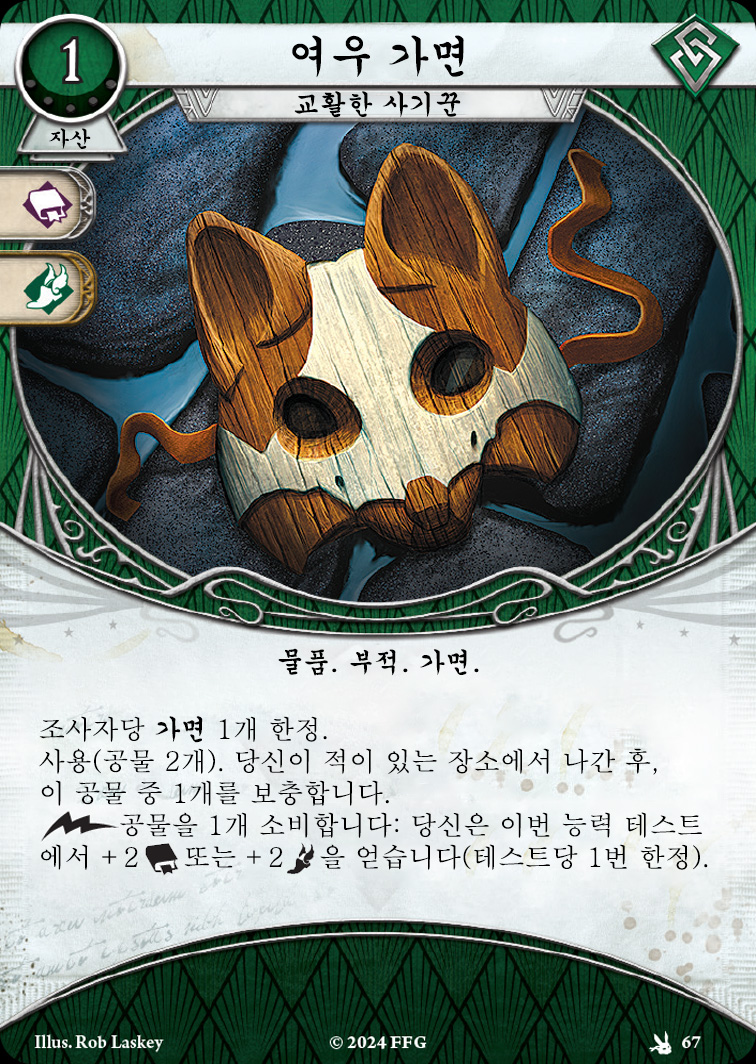 1
여우 가면
교활한 사기꾼
자산
물품. 부적. 가면.
조사자당 가면 1개 한정.
사용(공물 2개). 당신이 적이 있는 장소에서 나간 후,
이 공물 중 1개를 보충합니다.
공물을 1개 소비합니다: 당신은 이번 능력 테스트
에서 +2 또는 +2 을 얻습니다(테스트당 1번 한정).
Illus. Rob Laskey
© 2024 FFG
67